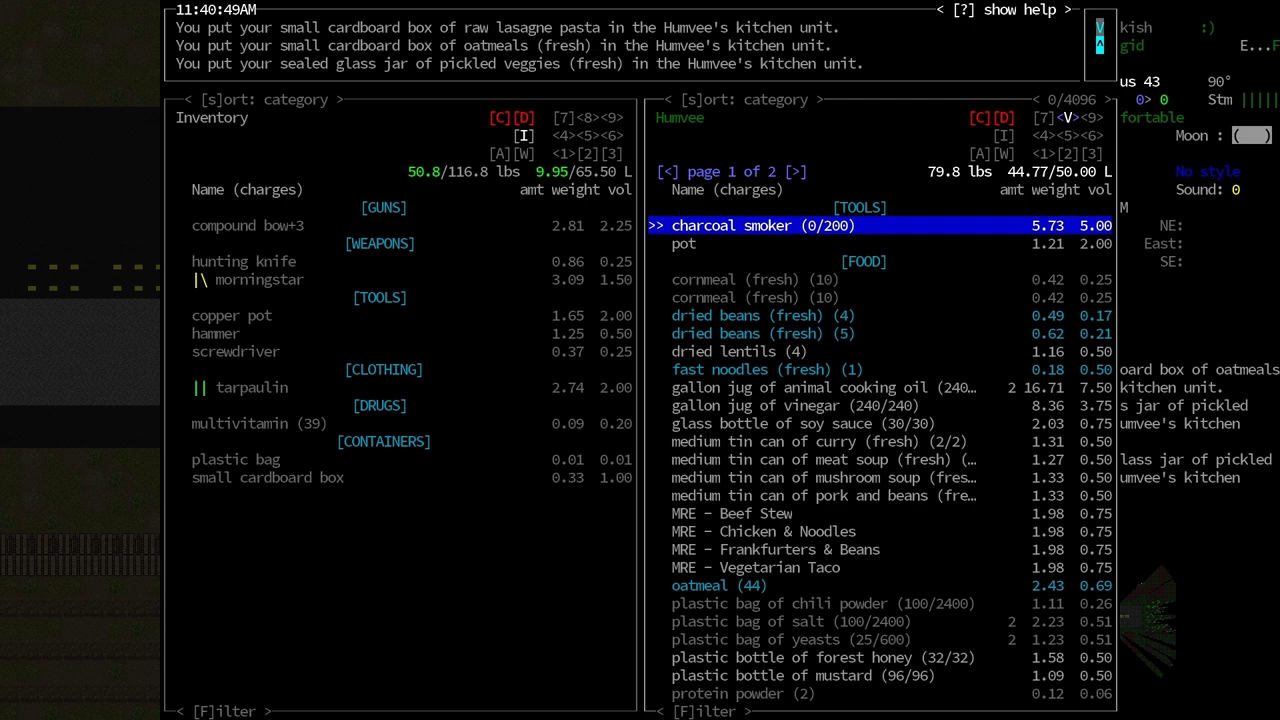 11:40:49AM
< [?] show help >
You put your small cardboard box of raw lasagne pasta in the Humvee's kitchen unit.
You put your small cardboard box of oatmeals (fresh) in the Humvee's kitchen unit.
You put your sealed glass jar of pickled veggies (fresh) in the Humvee's kitchen unit.
V
^
kish :)
gid E...F
us 43 90°
0> 0 Stm ||||||
fortable
Moon : ( )
No style
Sound: 0
M
NE:
East:
SE:
oard box of oatmeals
kitchen unit.
s jar of pickled
umvee's kitchen
lass jar of pickled
umvee's kitchen
< [s]ort: category >
Inventory [C][D] [7]<8><9>
[I] <4><5><6>
[A][W] <1>[2][3]
50.8/116.8 lbs 9.95/65.50 L
Name (charges) amt weight vol
[GUNS]
compound bow+3 2.81 2.25
[WEAPONS]
hunting knife 0.86 0.25
|\ morningstar 3.09 1.50
[TOOLS]
copper pot 1.65 2.00
hammer 1.25 0.50
screwdriver 0.37 0.25
[CLOTHING]
|| tarpaulin 2.74 2.00
[DRUGS]
multivitamin (39) 0.09 0.20
[CONTAINERS]
plastic bag 0.01 0.01
small cardboard box 0.33 1.00
< [F]ilter >
< [s]ort: category > < 0/4096 >
Humvee [C][D] [7]<V><9>
[I] <4><5><6>
[A][W] <1>[2][3]
[<] page 1 of 2 [>] 79.8 lbs 44.77/50.00 L
Name (charges) amt weight vol
[TOOLS]
>> charcoal smoker (0/200) 5.73 5.00
pot 1.21 2.00
[FOOD]
cornmeal (fresh) (10) 0.42 0.25
cornmeal (fresh) (10) 0.42 0.25
dried beans (fresh) (4) 0.49 0.17
dried beans (fresh) (5) 0.62 0.21
dried lentils (4) 1.16 0.50
fast noodles (fresh) (1) 0.18 0.50
gallon jug of animal cooking oil (240… 2 16.71 7.50
gallon jug of vinegar (240/240) 8.36 3.75
glass bottle of soy sauce (30/30) 2.03 0.75
medium tin can of curry (fresh) (2/2) 1.31 0.50
medium tin can of meat soup (fresh) (… 1.27 0.50
medium tin can of mushroom soup (fres… 1.33 0.50
medium tin can of pork and beans (fre… 1.33 0.50
MRE – Beef Stew 1.98 0.75
MRE – Chicken & Noodles 1.98 0.75
MRE – Frankfurters & Beans 1.98 0.75
MRE – Vegetarian Taco 1.98 0.75
oatmeal (44) 2.43 0.69
plastic bag of chili powder (100/2400) 1.11 0.26
plastic bag of salt (100/2400) 2 2.23 0.51
plastic bag of yeasts (25/600) 2 1.23 0.51
plastic bottle of forest honey (32/32) 1.58 0.50
plastic bottle of mustard (96/96) 1.09 0.50
protein powder (2) 0.12 0.06
< [F]ilter >